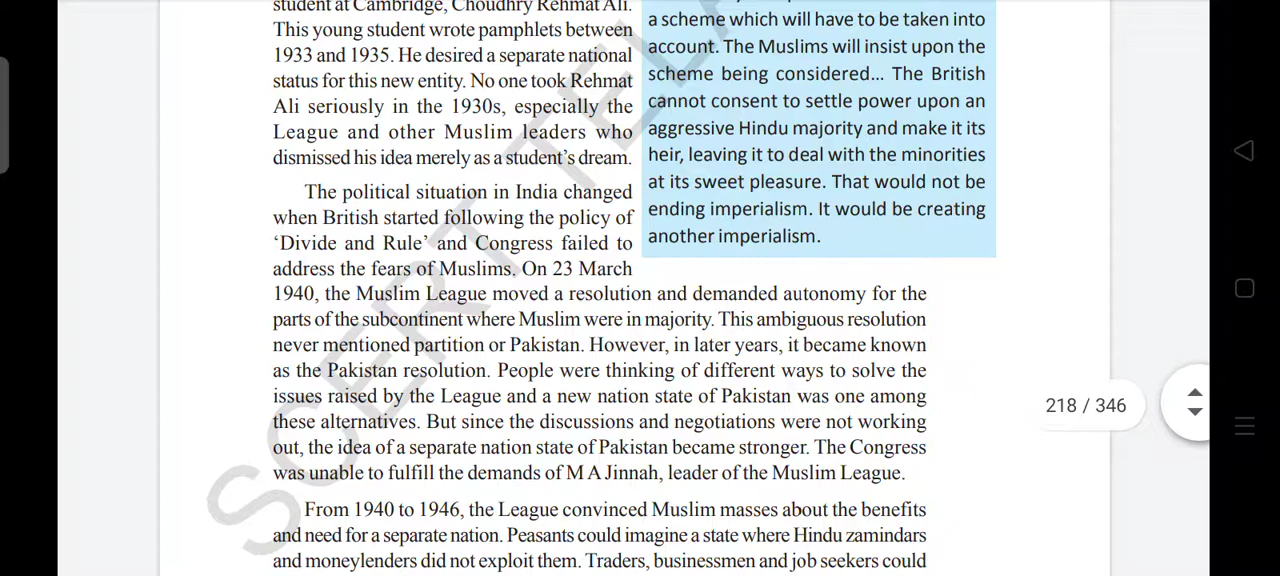 student at Cambridge, Choudhry Rehmat Ali.
This young student wrote pamphlets between
1933 and 1935. He desired a separate national
status for this new entity. No one took Rehmat
Ali seriously in the 1930s, especially the
League and other Muslim leaders who
dismissed his idea merely as a student's dream.
The political situation in India changed
when British started following the policy of
'Divide and Rule' and Congress failed to
address the fears of Muslims. On 23 March
1940, the Muslim League moved a resolution and demanded autonomy for the
parts of the subcontinent where Muslim were in majority. This ambiguous resolution
never mentioned partition or Pakistan. However, in later years, it became known
as the Pakistan resolution. People were thinking of different ways to solve the
issues raised by the League and a new nation state of Pakistan was one among
these alternatives. But since the discussions and negotiations were not working
out, the idea of a separate nation state of Pakistan became stronger. The Congress
was unable to fulfill the demands of M A Jinnah, leader of the Muslim League.
From 1940 to 1946, the League convinced Muslim masses about the benefits
and need for a separate nation. Peasants could imagine a state where Hindu zamindars
and moneylenders did not exploit them. Traders, businessmen and job seekers could
a scheme which will have to be taken into
account. The Muslims will insist upon the
scheme being considered... The British
cannot consent to settle power upon an
aggressive Hindu majority and make it its
heir, leaving it to deal with the minorities
at its sweet pleasure. That would not be
ending imperialism. It would be creating
another imperialism.
218 / 346
SCERT TELA